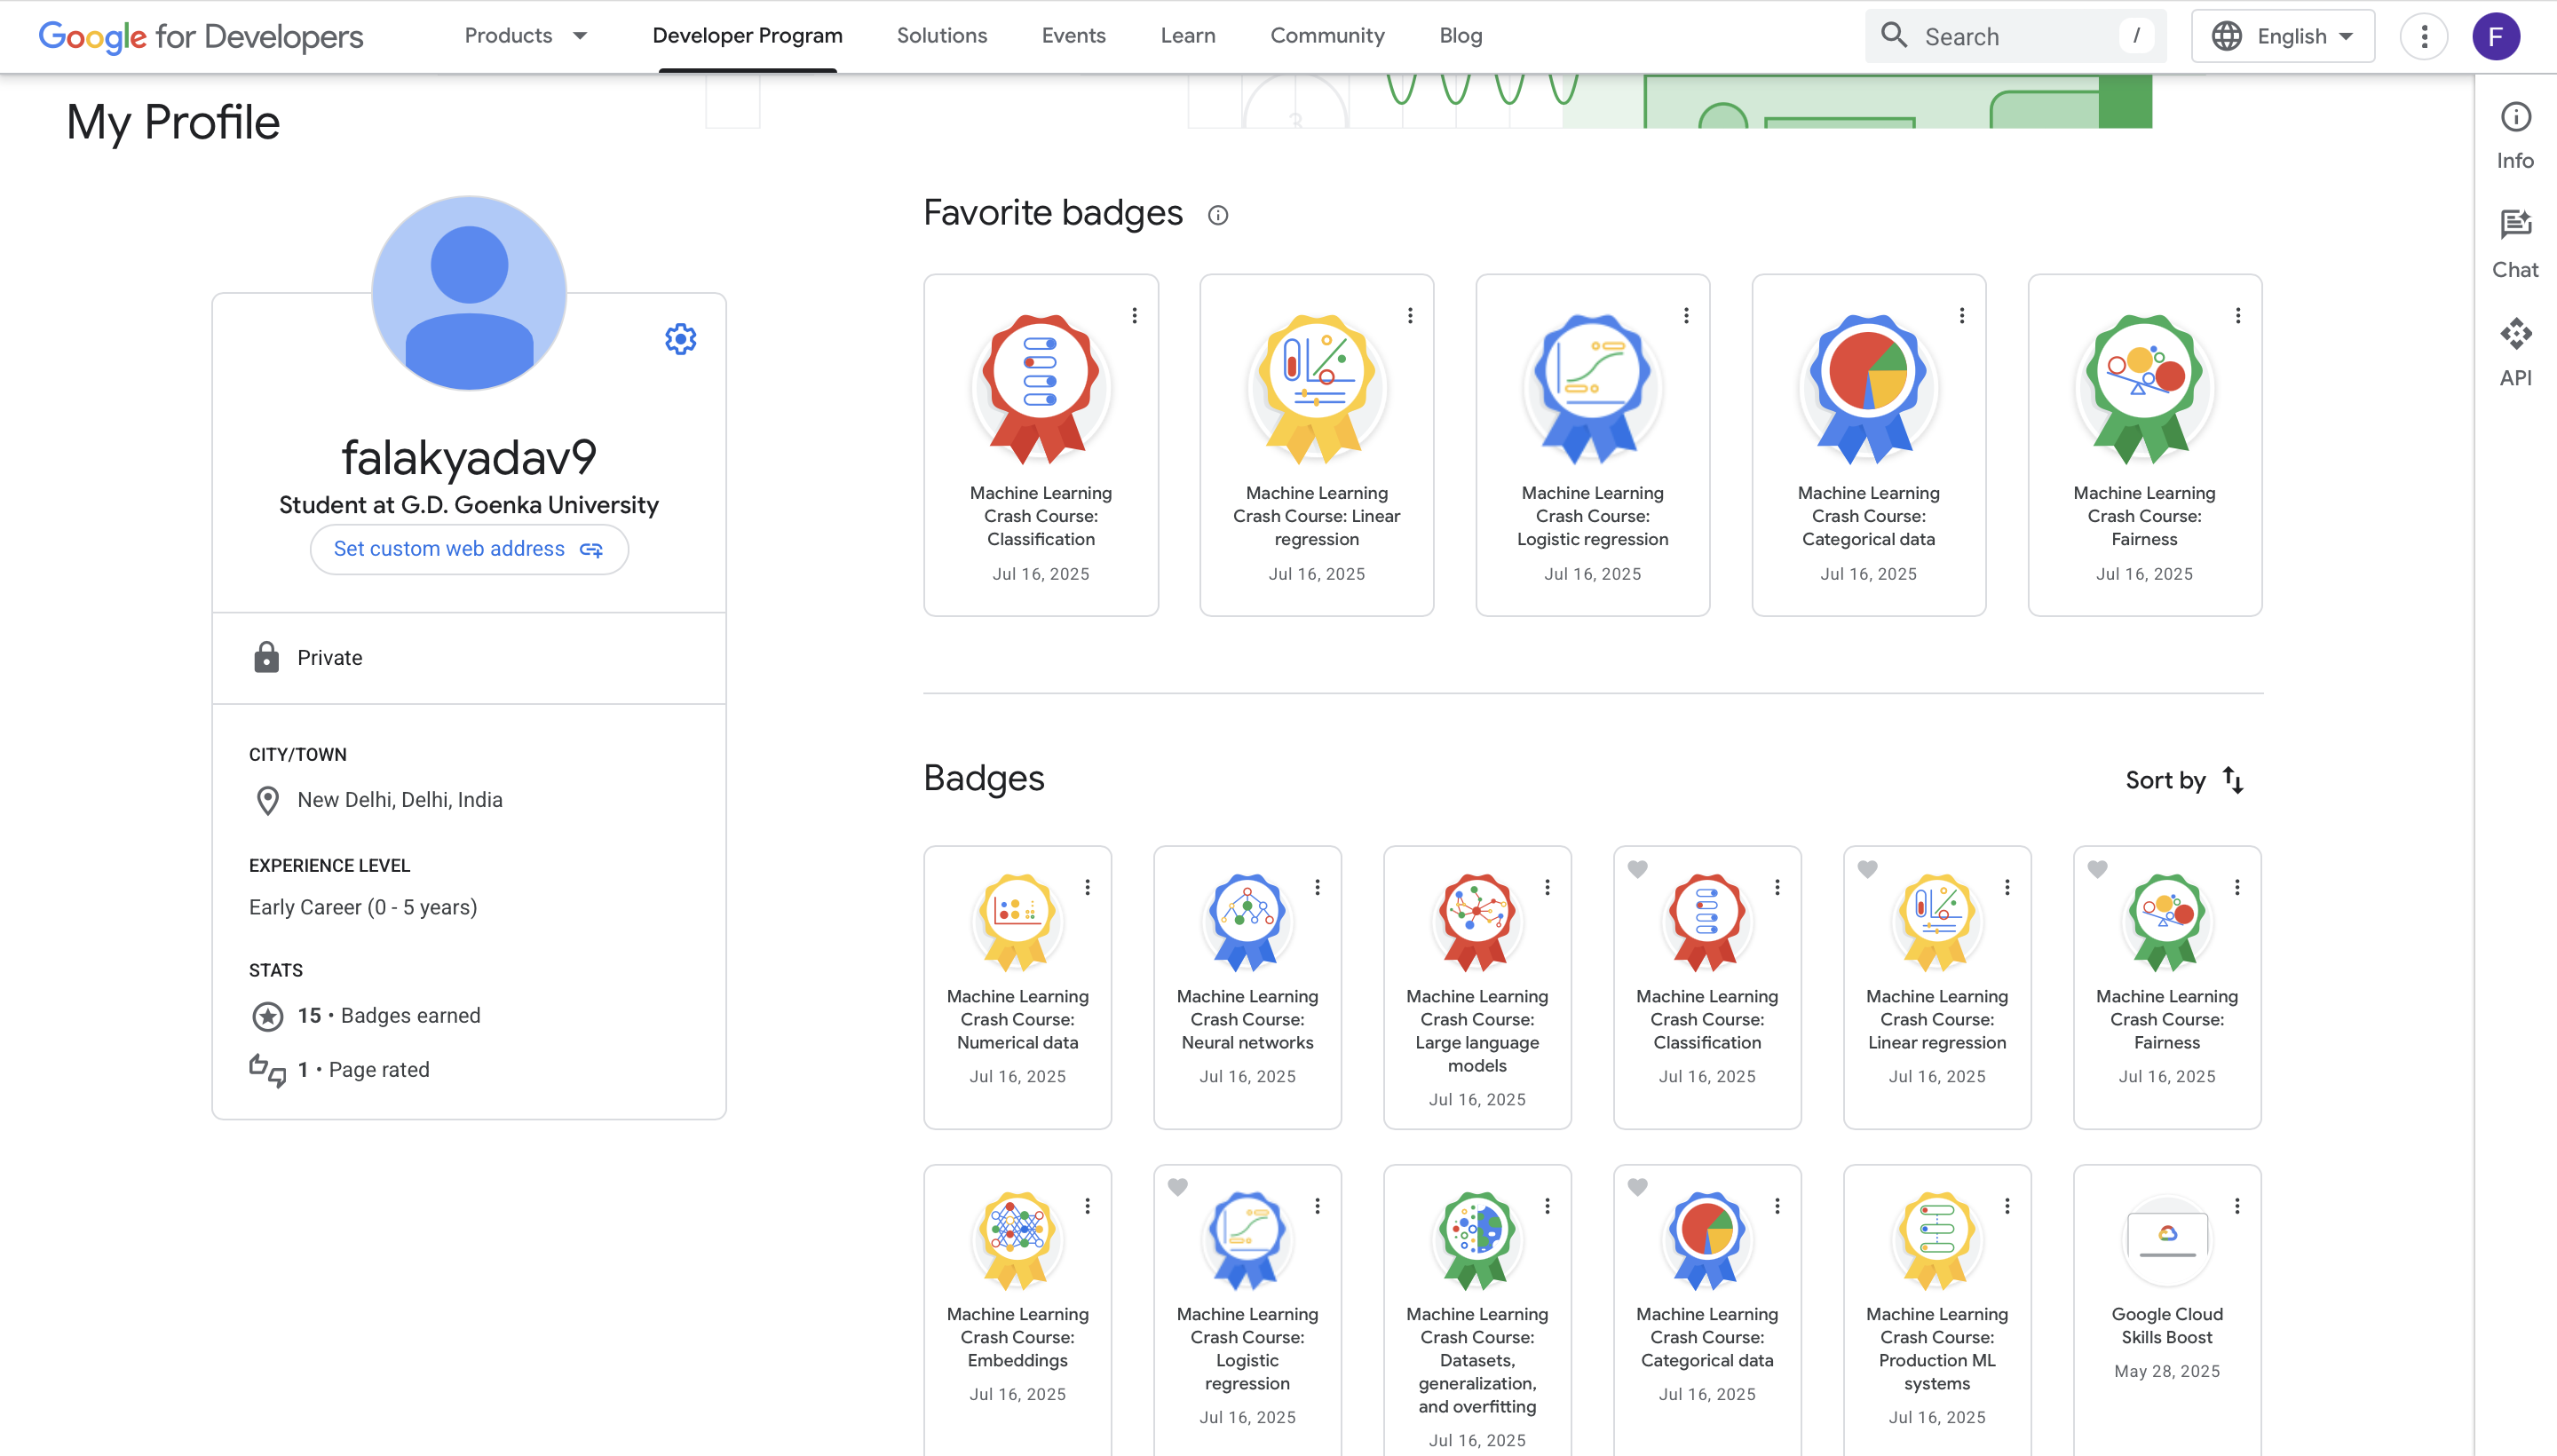 Google for Developers
Products
Developer Program
Solutions
Events
Learn
Community
Blog
Search
/
English
F
My Profile
Info
Chat
API
falakyadav9
Student at G.D. Goenka University
Set custom web address
Private
CITY/TOWN
New Delhi, Delhi, India
EXPERIENCE LEVEL
Early Career (0 - 5 years)
STATS
15 • Badges earned
1 • Page rated
Favorite badges
Machine Learning
Crash Course:
Classification
Jul 16, 2025
Machine Learning
Crash Course: Linear
regression
Jul 16, 2025
Machine Learning
Crash Course:
Logistic regression
Jul 16, 2025
Machine Learning
Crash Course:
Categorical data
Jul 16, 2025
Machine Learning
Crash Course:
Fairness
Jul 16, 2025
Badges
Sort by
Machine Learning
Crash Course:
Numerical data
Jul 16, 2025
Machine Learning
Crash Course:
Neural networks
Jul 16, 2025
Machine Learning
Crash Course:
Large language
models
Jul 16, 2025
Machine Learning
Crash Course:
Classification
Jul 16, 2025
Machine Learning
Crash Course:
Linear regression
Jul 16, 2025
Machine Learning
Crash Course:
Fairness
Jul 16, 2025
Machine Learning
Crash Course:
Embeddings
Jul 16, 2025
Machine Learning
Crash Course:
Logistic
regression
Jul 16, 2025
Machine Learning
Crash Course:
Datasets,
generalization,
and overfitting
Jul 16, 2025
Machine Learning
Crash Course:
Categorical data
Jul 16, 2025
Machine Learning
Crash Course:
Production ML
systems
Jul 16, 2025
Google Cloud
Skills Boost
May 28, 2025